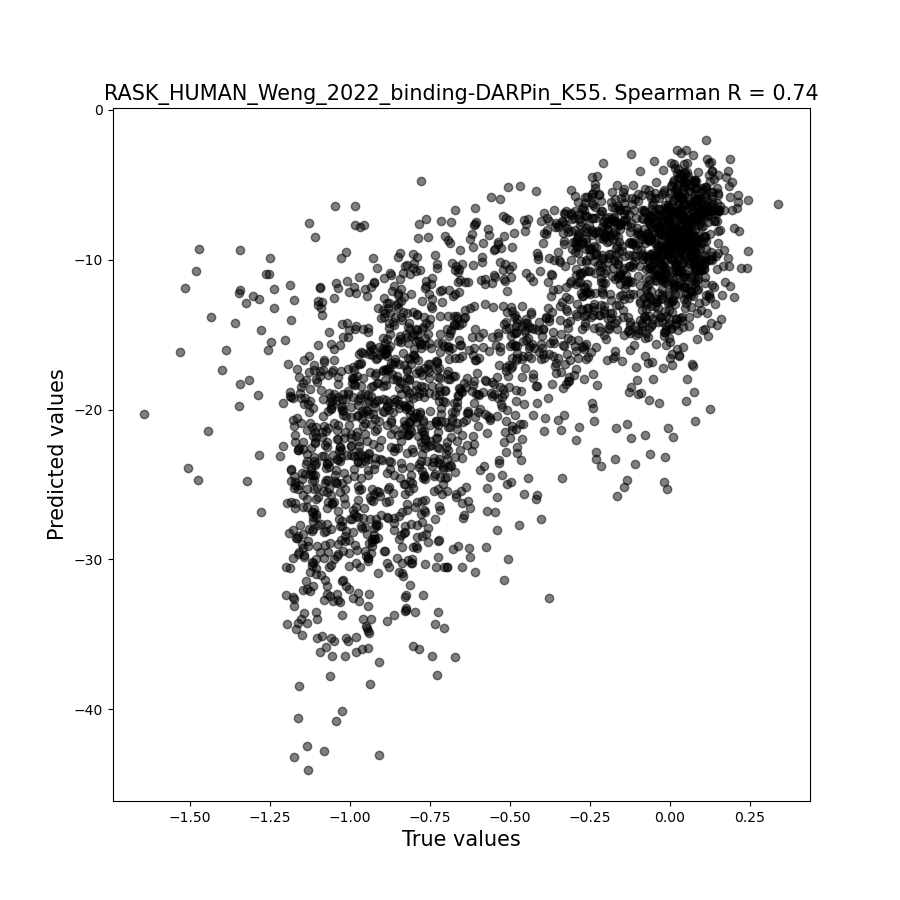 RASK_HUMAN_Weng_2022_binding-DARPin_K55. Spearman R = 0.74
0
−10
−20
−30
−40
Predicted values
−1.50 −1.25 −1.00 −0.75 −0.50 −0.25 0.00 0.25
True values